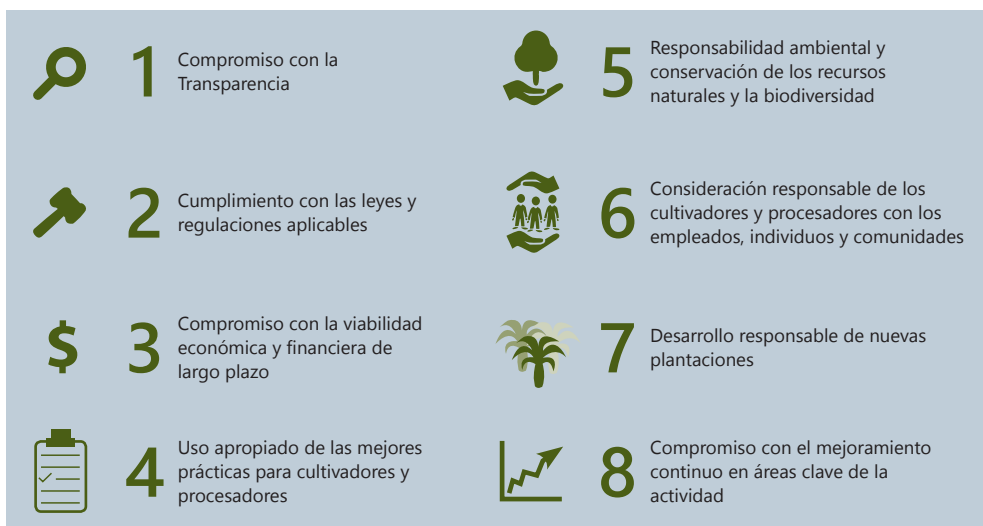 1
Compromiso con la
Transparencia
2
Cumplimiento con las leyes y
regulaciones aplicables
$
3
Compromiso con la viabilidad
económica y financiera de
largo plazo
4
Uso apropiado de las mejores
prácticas para cultivadores y
procesadores
5
Responsabilidad ambiental y
conservación de los recursos
naturales y la biodiversidad
6
Consideración responsable de los
cultivadores y procesadores con los
empleados, individuos y comunidades
7
Desarrollo responsable de nuevas
plantaciones
8
Compromiso con el mejoramiento
continuo en áreas clave de la
actividad